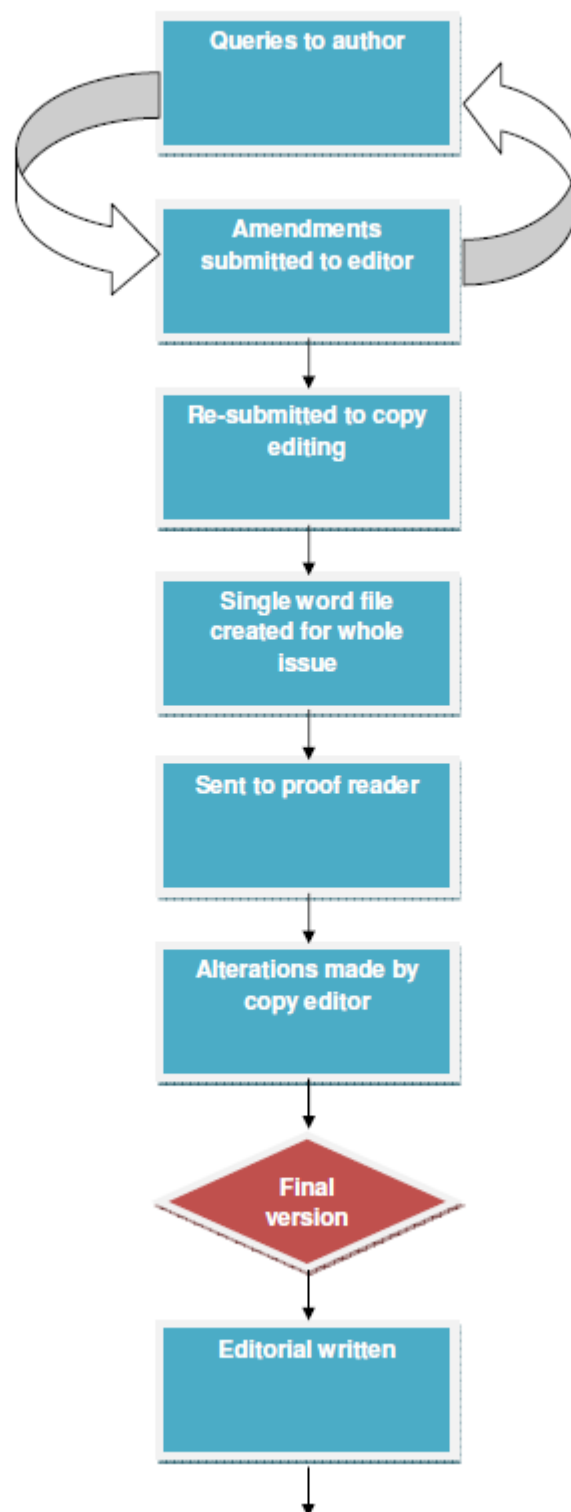 Queries to author
Amendments
submitted to editor
Re-submitted to copy
editing
Single word file
created for whole
issue
Sent to proof reader
Alterations made by
copy editor
Final
version
Editorial written